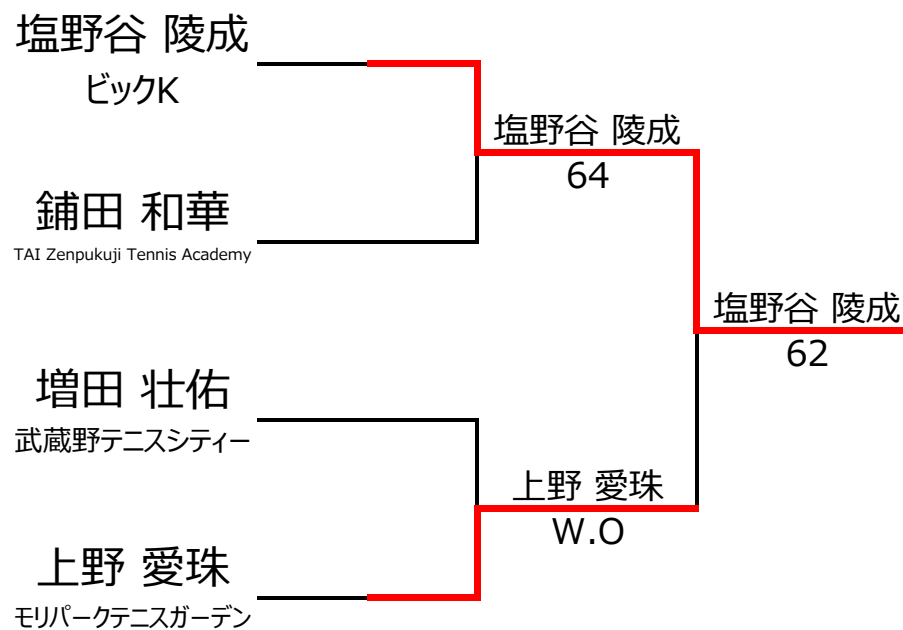 塩野谷 陵成
ビックK
塩野谷 陵成
64
鋪田 和華
TAI Zenpukuji Tennis Academy
塩野谷 陵成
62
増田 壮佑
武蔵野テニスシティー
上野 愛珠
W.O
上野 愛珠
モリパークテニスガーデン